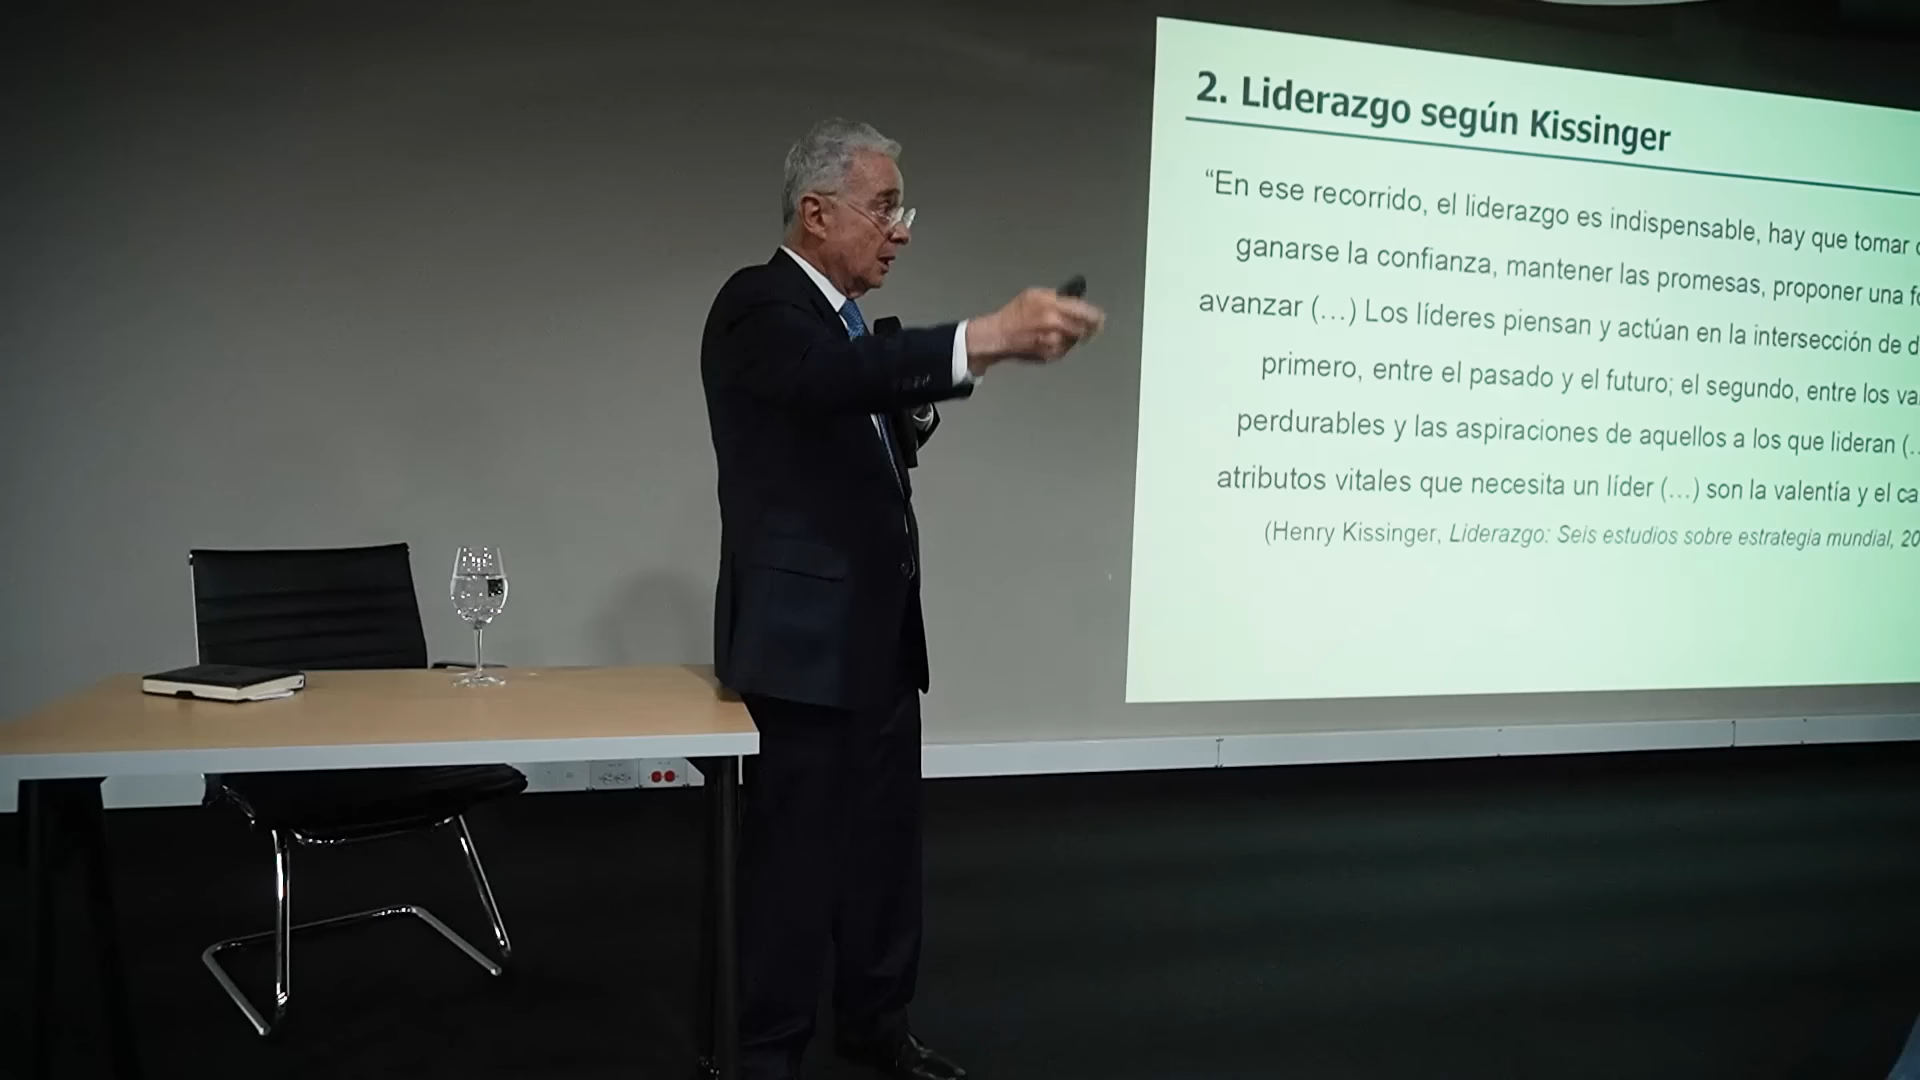 2. Liderazgo según Kissinger
“En ese recorrido, el liderazgo es indispensable, hay que tomar
ganarse la confianza, mantener las promesas, proponer una
avanzar (…) Los líderes piensan y actúan en la intersección de
primero, entre el pasado y el futuro; el segundo, entre los
perdurables y las aspiraciones de aquellos a los que lideran
atributos vitales que necesita un líder (…) son la valentía y el
(Henry Kissinger, Liderazgo: Seis estudios sobre estrategia mundial,